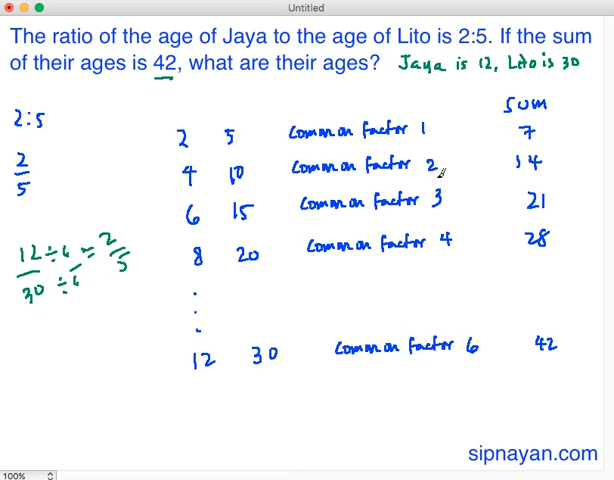 Untitled
The ratio of the age of Jaya to the age of Lito is 2:5. If the sum
of their ages is 42, what are their ages? Jaya is 12, Lito is 30
2:5
2/5
12 ÷ 6 = 2
30 ÷ 6 5
Sum
2 5 Common factor 1 7
4 10 Common factor 2 14
6 15 Common factor 3 21
8 20 Common factor 4 28
.
.
.
12 30 Common factor 6 42
sipnayan.com
100%